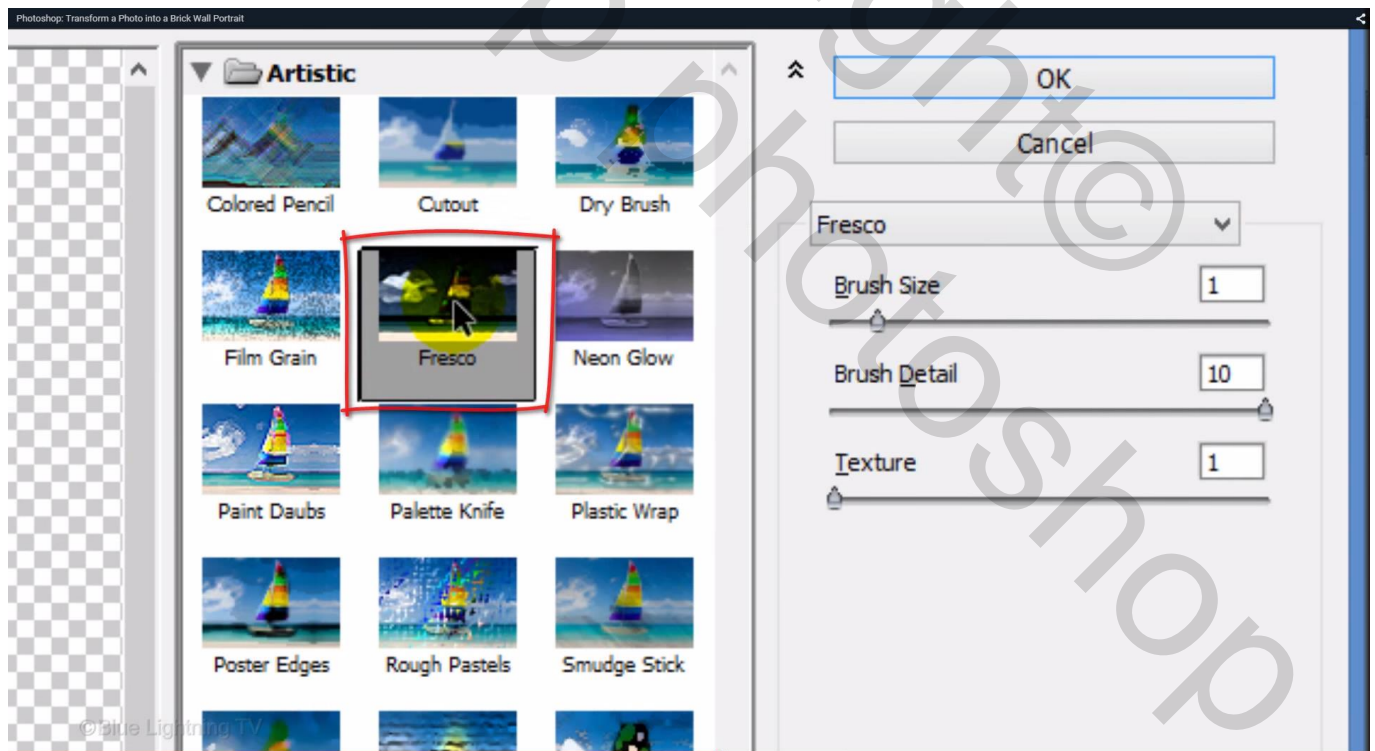 Photoshop: Transform a Photo into a Brick Wall Portrait
Artistic
Colored Pencil
Cutout
Dry Brush
Film Grain
Fresco
Neon Glow
Paint Daubs
Palette Knife
Plastic Wrap
Poster Edges
Rough Pastels
Smudge Stick
OK
Cancel
Fresco
Brush Size
1
Brush Detail
10
Texture
1
©Blue Lightning TV
ght©
p photoshop